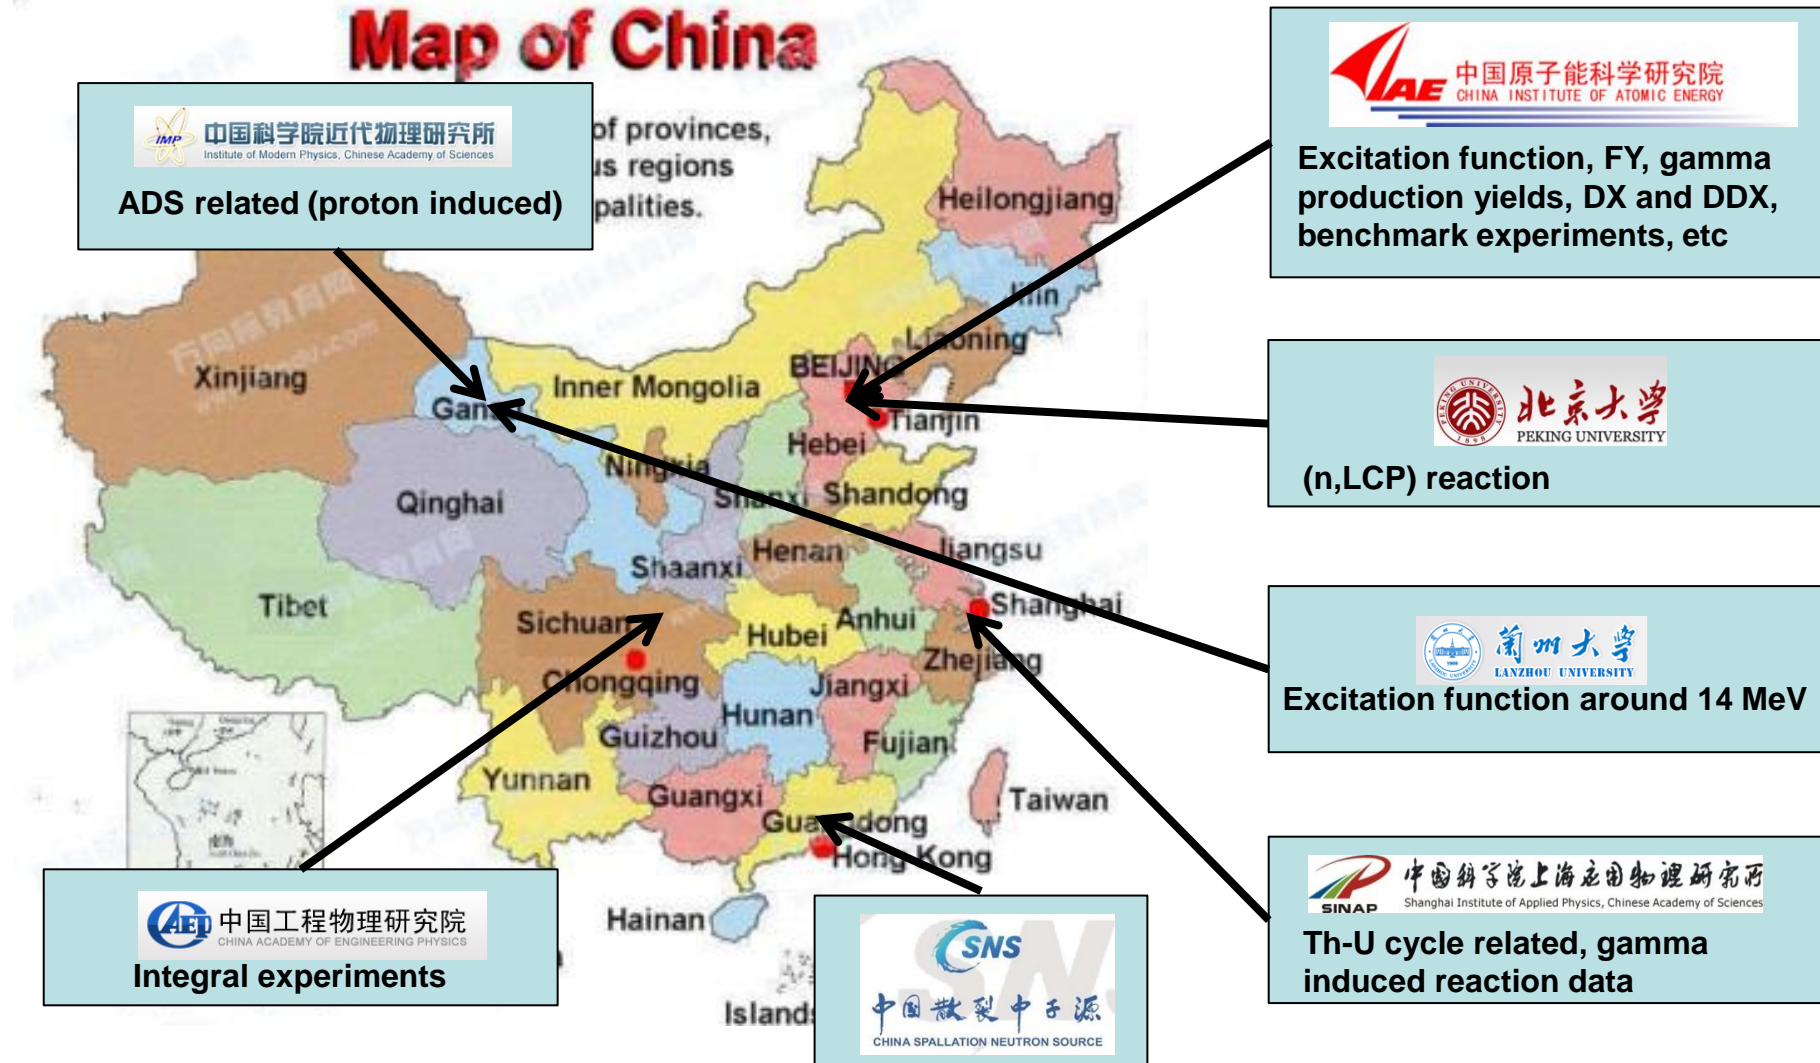 Map of China
of provinces,
us regions
palities.
IMP
中国科学院近代物理研究所
Institute of Modern Physics, Chinese Academy of Sciences
ADS related (proton induced)
IAE
中国原子能科学研究院
CHINA INSTITUTE OF ATOMIC ENERGY
Excitation function, FY, gamma
production yields, DX and DDX,
benchmark experiments, etc
Heilongjiang
Jilin
Liaoning
BEIJING
Xinjiang
Inner Mongolia
Gansu
Tianjin
Hebei
Ningxia
Shanxi
Shandong
Qinghai
Henan
Jiangsu
Shaanxi
Tibet
Sichuan
Shanghai
Anhui
Hubei
Zhejiang
Chongqing
Jiangxi
Hunan
Guizhou
Fujian
Yunnan
Guangxi
Taiwan
Guangdong
Hong Kong
Hainan
Islands
南海
PEKING UNIVERSITY
1898
北京大学
PEKING UNIVERSITY
(n,LCP) reaction
1909
兰州大学
LANZHOU UNIVERSITY
Excitation function around 14 MeV
SINAP
中国科学院上海应用物理研究所
Shanghai Institute of Applied Physics, Chinese Academy of Sciences
Th-U cycle related, gamma
induced reaction data
CAEP
中国工程物理研究院
CHINA ACADEMY OF ENGINEERING PHYSICS
Integral experiments
SNS
中国散裂中子源
CHINA SPALLATION NEUTRON SOURCE